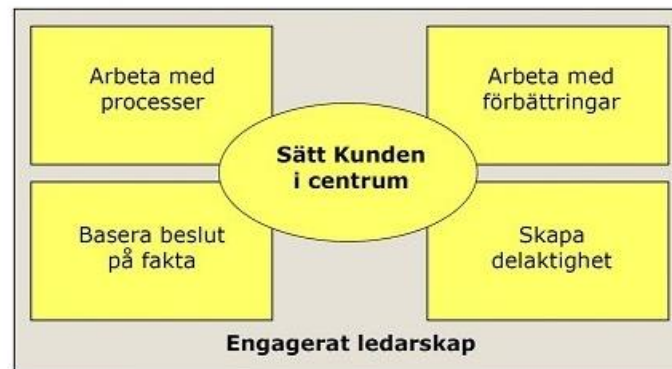 Arbeta med
processer
Arbeta med
förbättringar
Sätt Kunden
i centrum
Basera beslut
på fakta
Skapa
delaktighet
Engagerat ledarskap